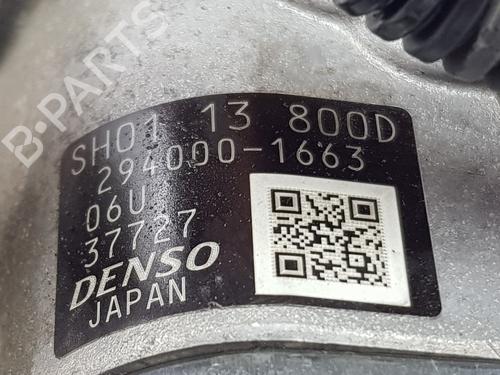 B-PARTS
SH01 13 800D
294000-1663
06U
37727
DENSO
JAPAN